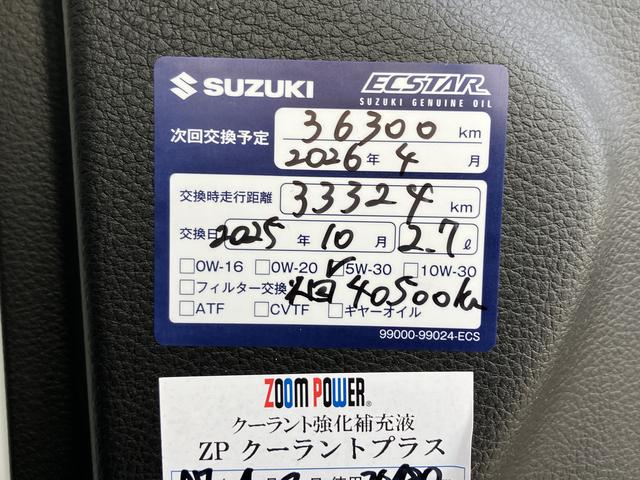 SUZUKI ECSTAR
SUZUKI GENUINE OIL
次回交換予定 36300 km
2026年 4 月
交換時走行距離 33324 km
交換日 2025 年 10 月 2.7 ℓ
□0W-16 □0W-20 ☑5W-30 □10W-30
□フィルター交換 次回 40500km
□ATF □CVTF □ギヤーオイル
99000-99024-ECS
ZOOM POWER®
クーラント強化補充液
ZP クーラントプラス